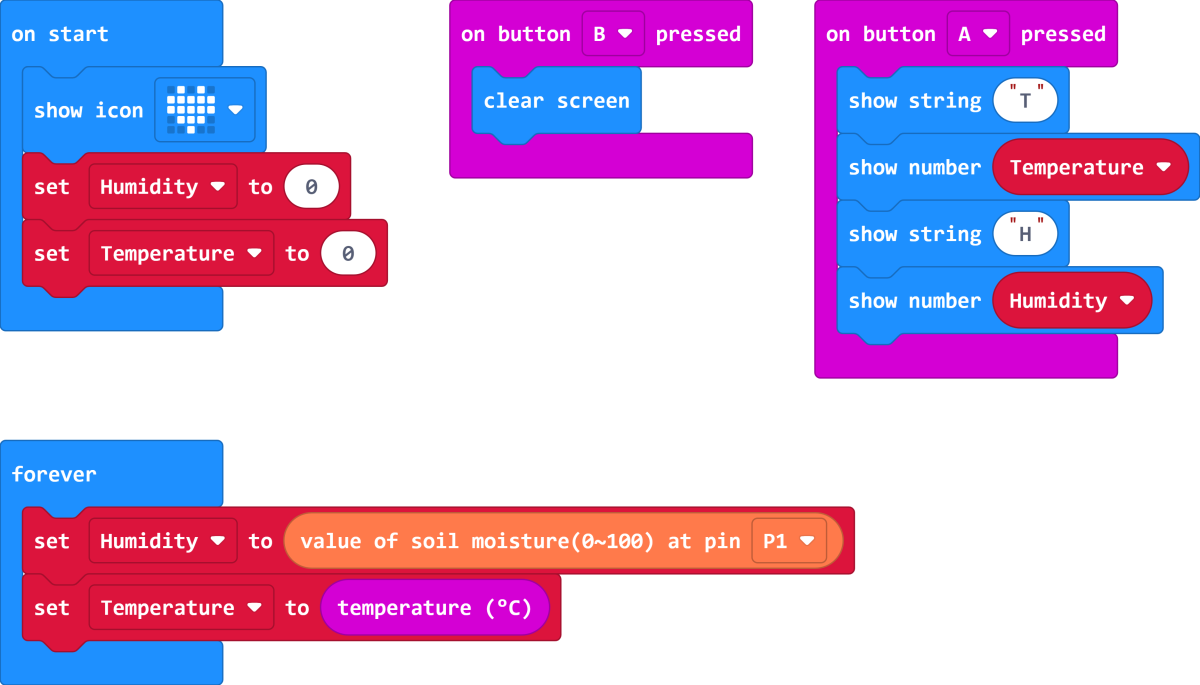 on start
show icon
set Humidity to 0
set Temperature to 0
on button B pressed
clear screen
on button A pressed
show string "T"
show number Temperature
show string "H"
show number Humidity
forever
set Humidity to value of soil moisture(0~100) at pin P1
set Temperature to temperature (°C)